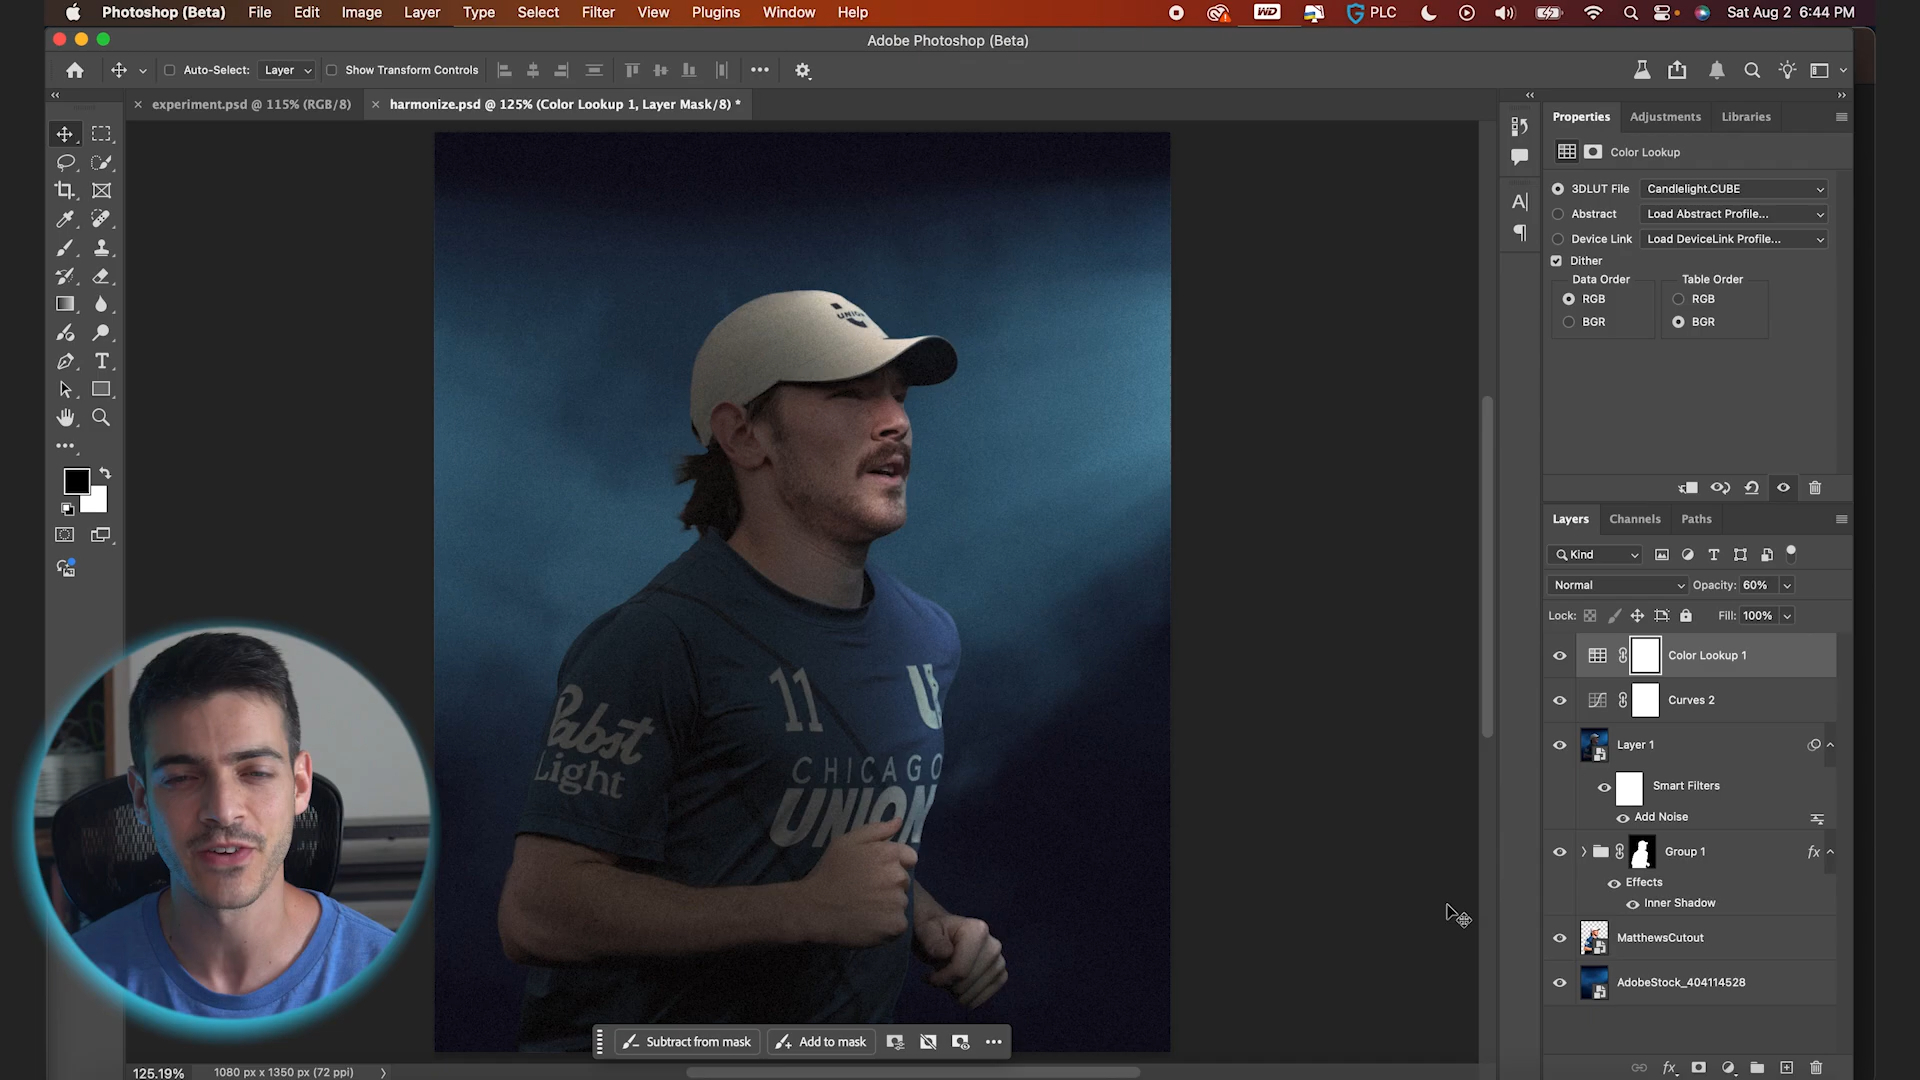 Photoshop (Beta) File Edit Image Layer Type Select Filter View Plugins Window Help WD PLC Sat Aug 2 6:44 PM
Adobe Photoshop (Beta)
Auto-Select: Layer Show Transform Controls
experiment.psd @ 115% (RGB/8) harmonize.psd @ 125% (Color Lookup 1, Layer Mask/8) *
Properties Adjustments Libraries
Color Lookup
3DLUT File Candlelight.CUBE
Abstract Load Abstract Profile...
Device Link Load DeviceLink Profile...
Dither
Data Order Table Order
RGB RGB
BGR BGR
UNION
11
Pabst
Light
CHICAGO
UNION
Layers Channels Paths
Kind
Normal Opacity: 60%
Lock: Fill: 100%
Color Lookup 1
Curves 2
Layer 1
Smart Filters
Add Noise
Group 1 fx
Effects
Inner Shadow
MatthewsCutout
AdobeStock_404114528
Subtract from mask Add to mask
125.19% 1080 px x 1350 px (72 ppi)
fx